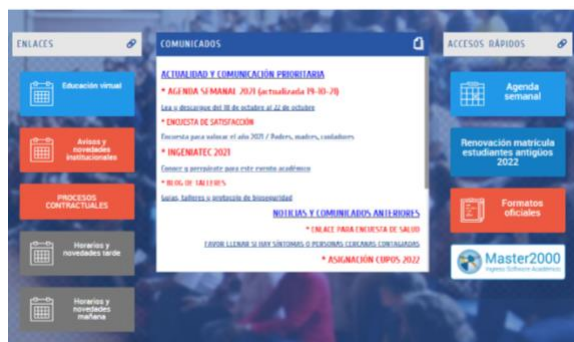 ENLACES
Educación virtual
Avisos y
novedades
institucionales
PROCESOS
CONTRACTUALES
Horarios y
novedades tarde
Horarios y
novedades
mañana
COMUNICADOS
ACTUALIDAD Y COMUNICACIÓN PRIORITARIA
* AGENDA SEMANAL 2021 (actualizada 19-10-21)
Lea y descargue del 18 de octubre al 22 de octubre
* ENCUESTA DE SATISFACCIÓN
Encuesta para valorar el año 2021 / Padres, madres, cuidadores
* INGENIATEC 2021
Conoce y prepárate para este evento académico
* BLOG DE TALLERES
Guías, talleres y protocolo de bioseguridad
NOTICIAS Y COMUNICADOS ANTERIORES
* ENLACE PARA ENCUESTA DE SALUD
FAVOR LLENAR SI HAY SÍNTOMAS O PERSONAS CERCANAS CONTAGIADAS
* ASIGNACIÓN CUPOS 2022
ACCESOS RÁPIDOS
Agenda
semanal
Renovación matrícula
estudiantes antigüos
2022
Formatos
oficiales
Master2000
Ingreso Software Académico